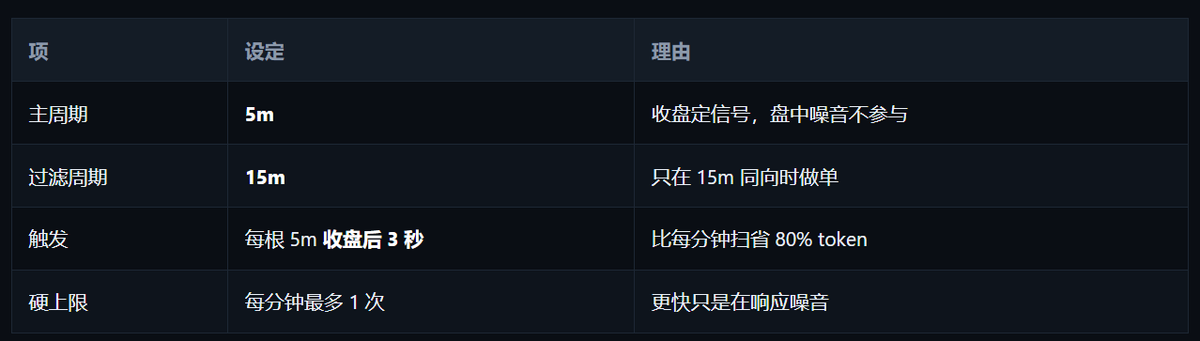 项 设定 理由
主周期 5m 收盘定信号，盘中噪音不参与
过滤周期 15m 只在 15m 同向时做单
触发 每根 5m 收盘后 3 秒 比每分钟扫省 80% token
硬上限 每分钟最多 1 次 更快只是在响应噪音